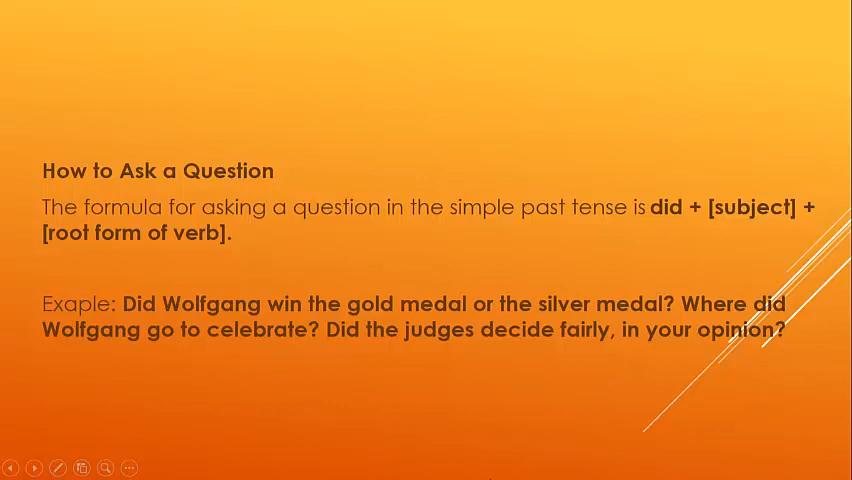 How to Ask a Question
The formula for asking a question in the simple past tense is did + [subject] +
[root form of verb].
Exaple: Did Wolfgang win the gold medal or the silver medal? Where did
Wolfgang go to celebrate? Did the judges decide fairly, in your opinion?